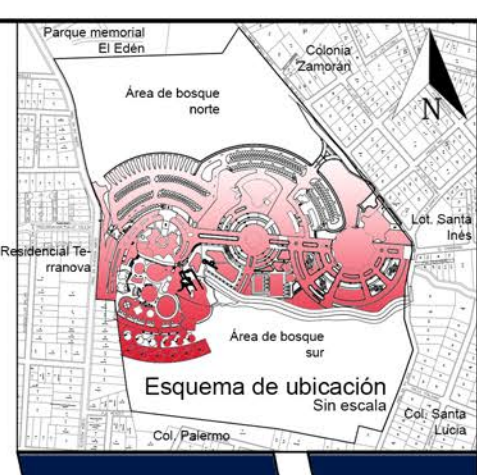 Parque memorial
El Edén
Colonia
Zamorán
Área de bosque
norte
N
Lot. Santa
Inés
Residencial Te-
rranova
Área de bosque
sur
Esquema de ubicación
Sin escala
Col. Santa
Lucia
Col. Palermo